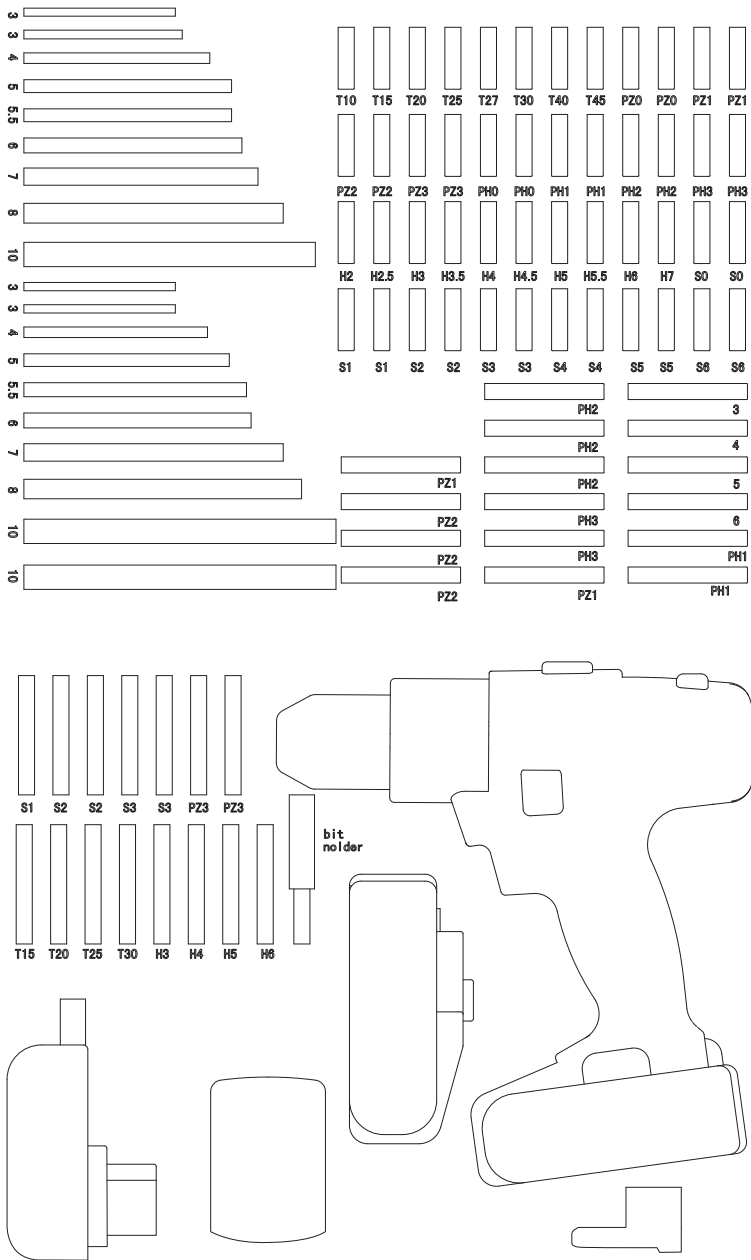 3
3
4
5
5.5
6
7
8
10
3
3
4
5
5.5
6
7
8
10
10
T10 T15 T20 T25 T27 T30 T40 T45 PZ0 PZ0 PZ1 PZ1
PZ2 PZ2 PZ3 PZ3 PH0 PH0 PH1 PH1 PH2 PH2 PH3 PH3
H2 H2.5 H3 H3.5 H4 H4.5 H5 H5.5 H6 H7 S0 S0
S1 S1 S2 S2 S3 S3 S4 S4 S5 S5 S6 S6
PH2 3
PH2 4
PZ1 PH2 5
PZ2 PH3 6
PZ2 PH3 PH1
PZ2 PZ1 PH1
S1 S2 S2 S3 S3 PZ3 PZ3
bit
nolder
T15 T20 T25 T30 H3 H4 H5 H6